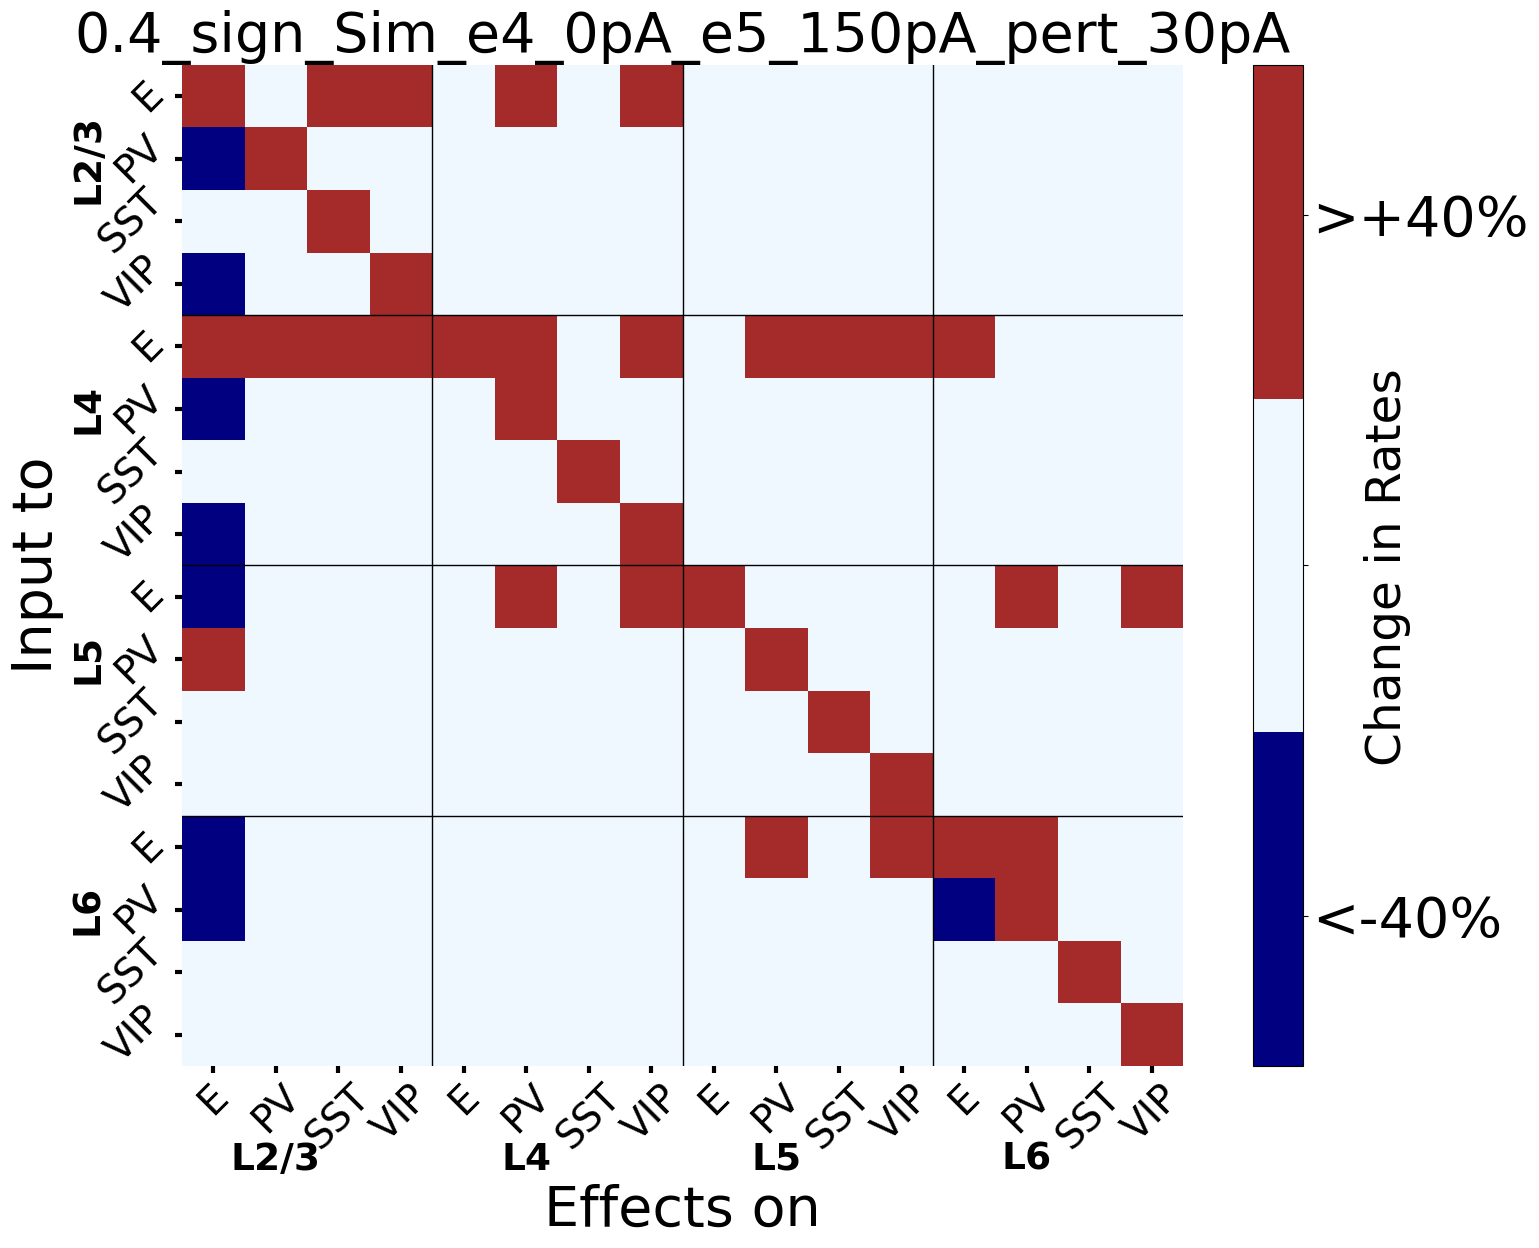 0.4_sign_Sim_e4_0pA_e5_150pA_pert_30pA
Input to
L2/3
E
PV
SST
VIP
L4
E
PV
SST
VIP
L5
E
PV
SST
VIP
L6
E
PV
SST
VIP
E PV SST VIP E PV SST VIP E PV SST VIP E PV SST VIP
L2/3 L4 L5 L6
Effects on
>+40%
<-40%
Change in Rates